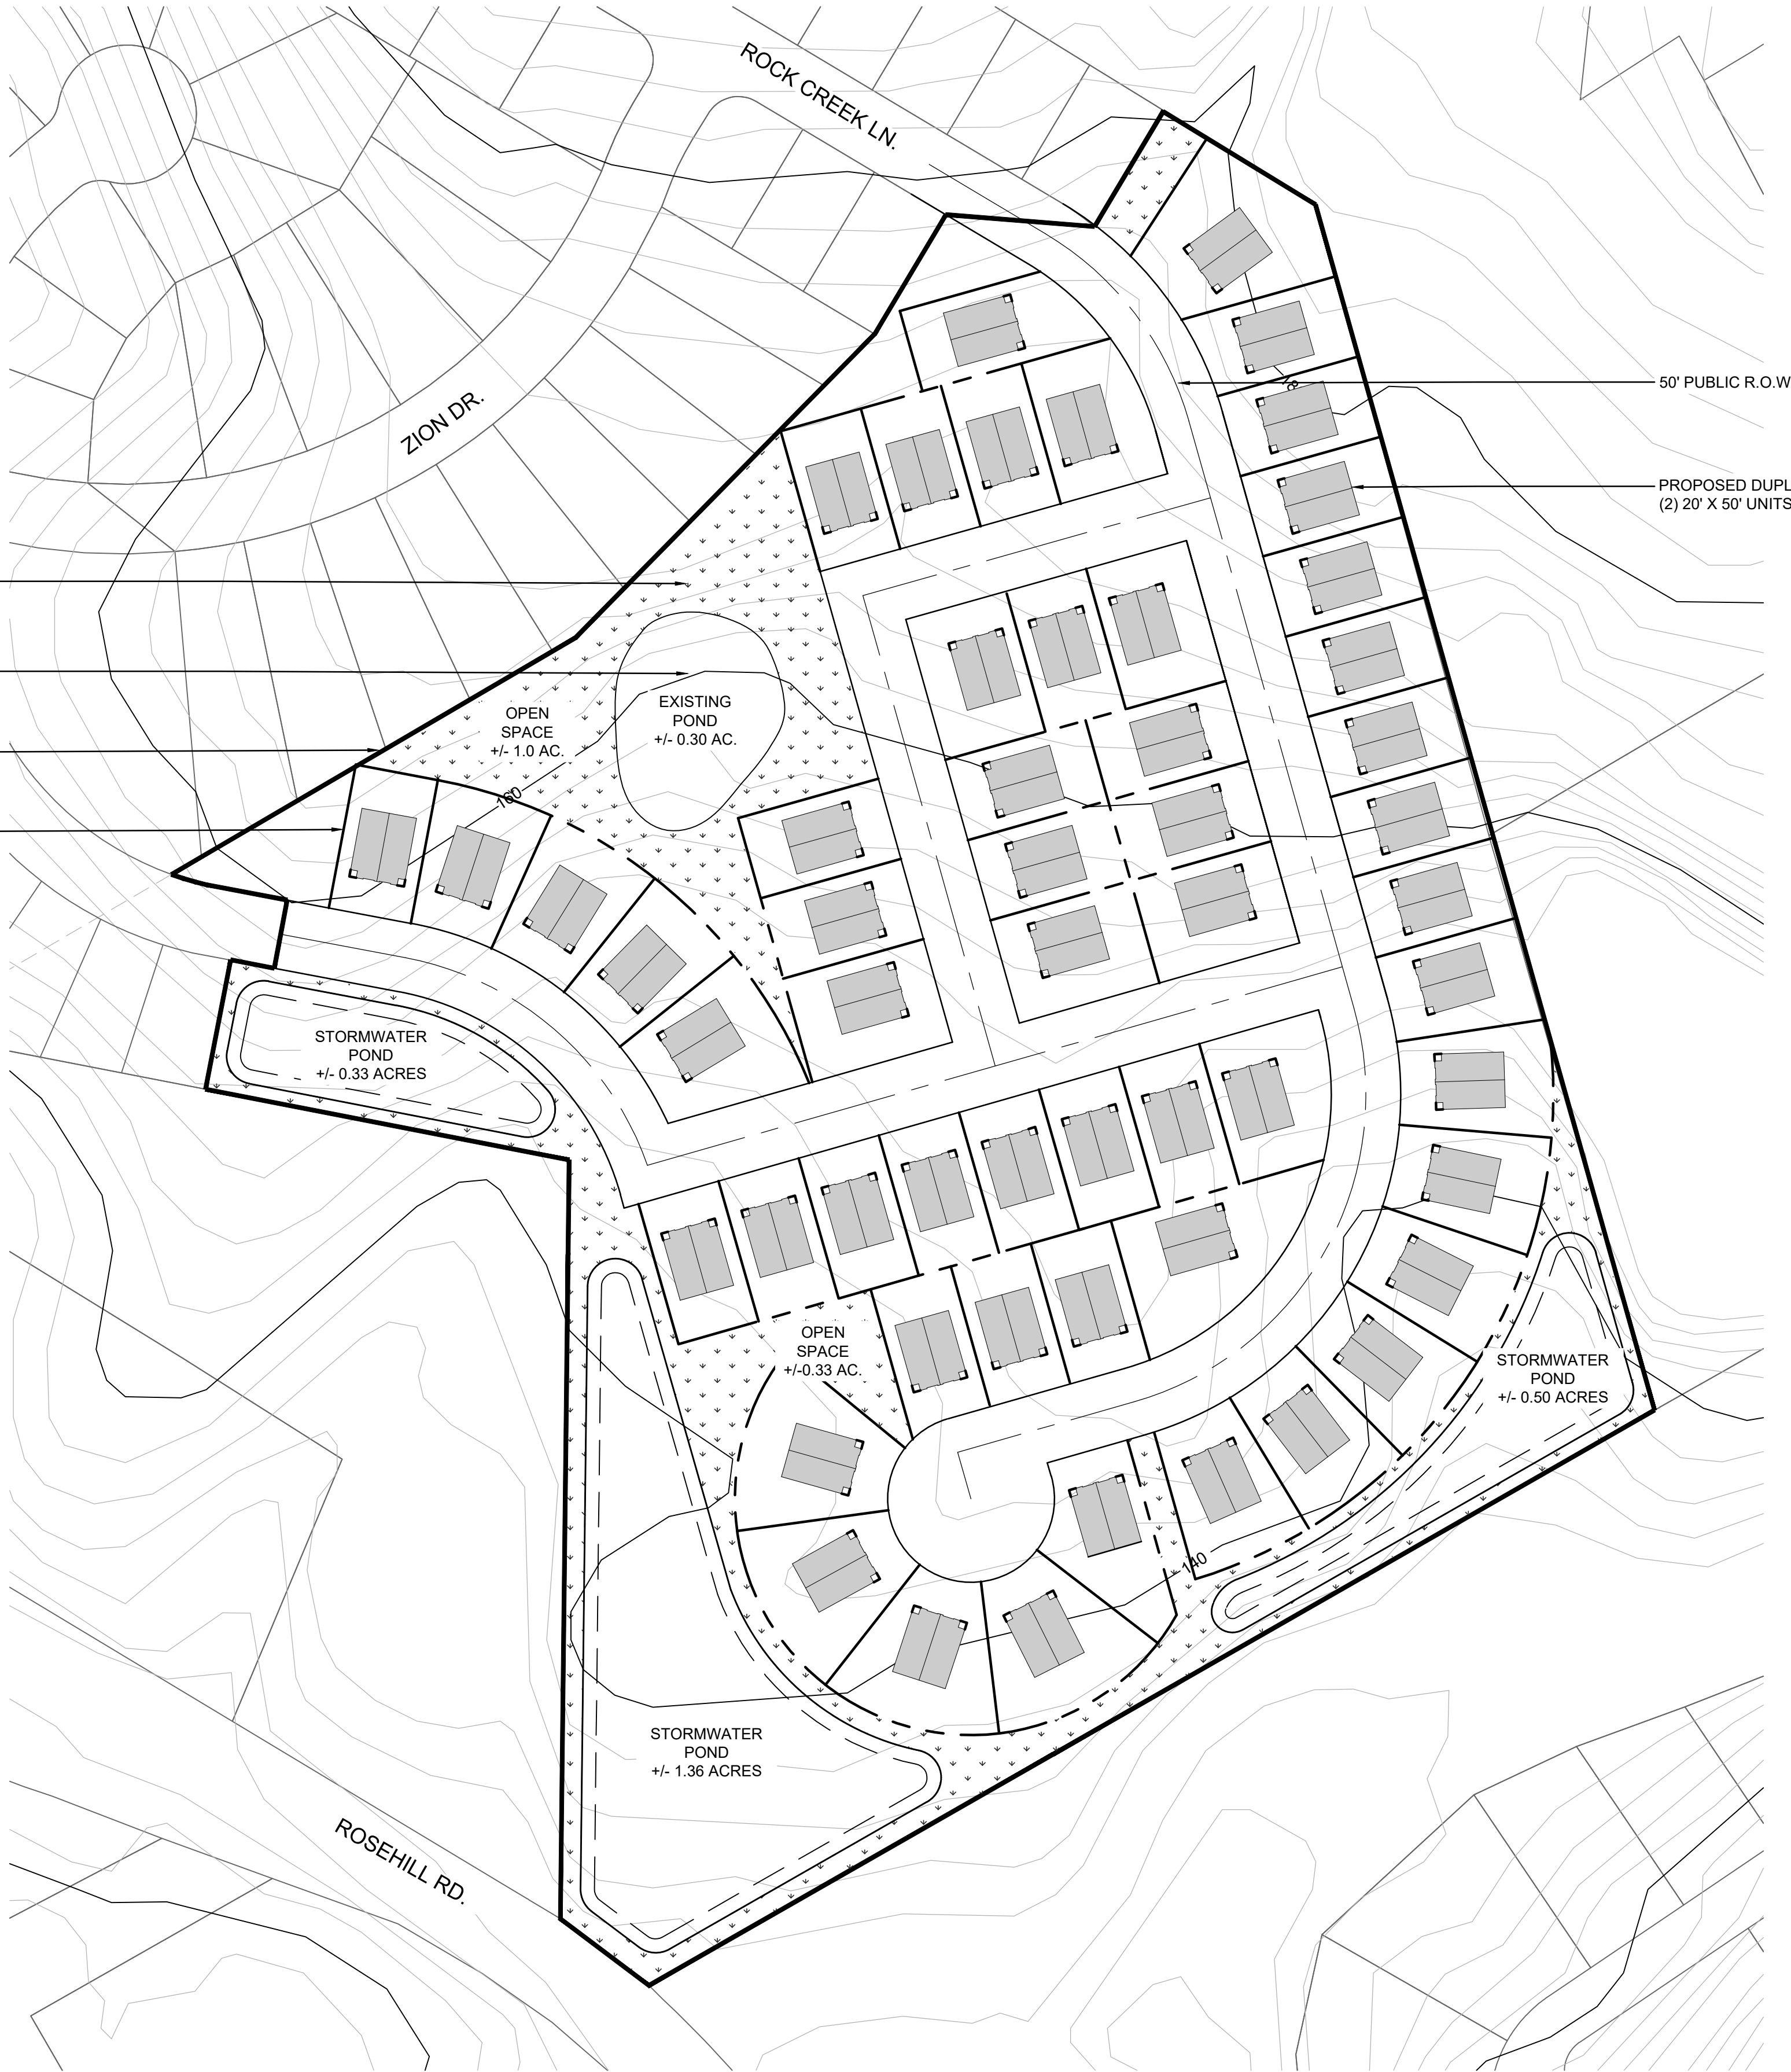 ROCK CREEK LN.
ZION DR.
50' PUBLIC R.O.W
PROPOSED DUPL
(2) 20' X 50' UNITS
OPEN
SPACE
+/- 1.0 AC.
EXISTING
POND
+/- 0.30 AC.
160
STORMWATER
POND
+/- 0.33 ACRES
OPEN
SPACE
+/-0.33 AC.
STORMWATER
POND
+/- 0.50 ACRES
140
STORMWATER
POND
+/- 1.36 ACRES
ROSEHILL RD.